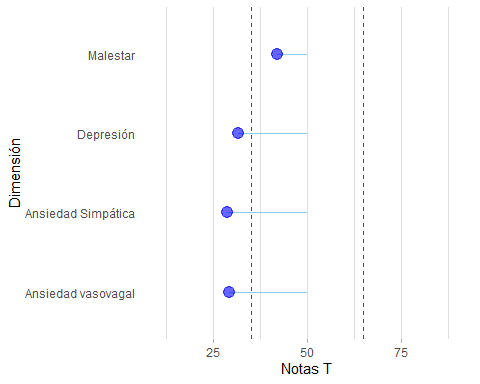 Malestar
Depresión
Ansiedad Simpática
Ansiedad vasovagal
Dimensión
25 50 75
Notas T